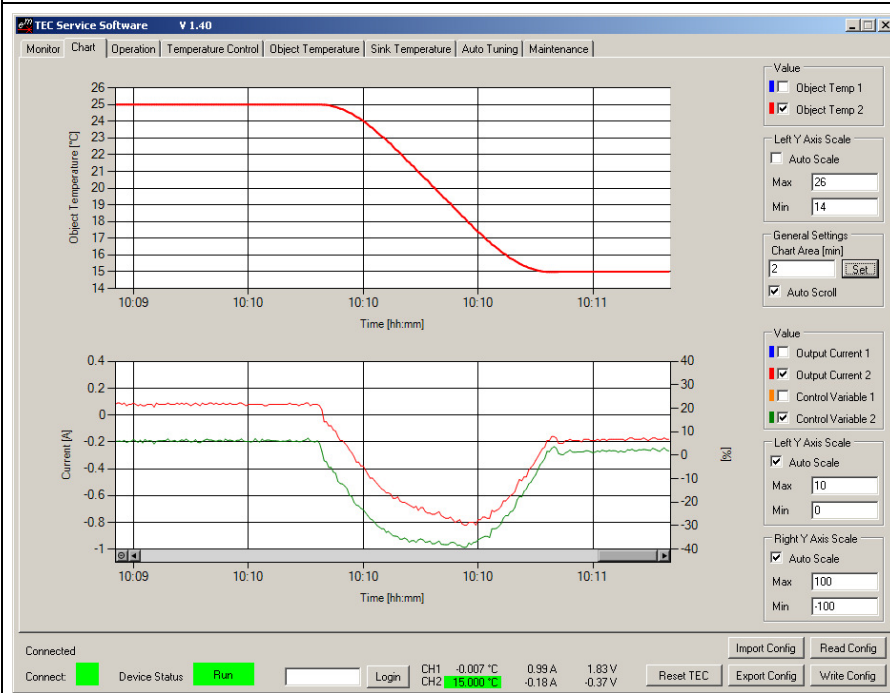 TEC Service Software V 1.40
Monitor Chart Operation Temperature Control Object Temperature Sink Temperature Auto Tuning Maintenance
Object Temperature [°C]
26
25
24
23
22
21
20
19
18
17
16
15
14
10:09 10:10 10:10 10:10 10:11
Time [hh:mm]
Value
Object Temp 1
Object Temp 2
Left Y Axis Scale
Auto Scale
Max 26
Min 14
General Settings
Chart Area [min]
2 Set
Auto Scroll
Current [A]
0.4
0.2
0
-0.2
-0.4
-0.6
-0.8
-1
40
30
20
10
0
-10
-20
-30
-40
[%]
10:09 10:10 10:10 10:10 10:11
Time [hh:mm]
Value
Output Current 1
Output Current 2
Control Variable 1
Control Variable 2
Left Y Axis Scale
Auto Scale
Max 10
Min 0
Right Y Axis Scale
Auto Scale
Max 100
Min -100
Connected
Connect: Device Status Run Login
CH1 -0.007 °C 0.99 A 1.83 V
CH2 15.000 °C -0.18 A -0.37 V
Reset TEC
Import Config Read Config
Export Config Write Config